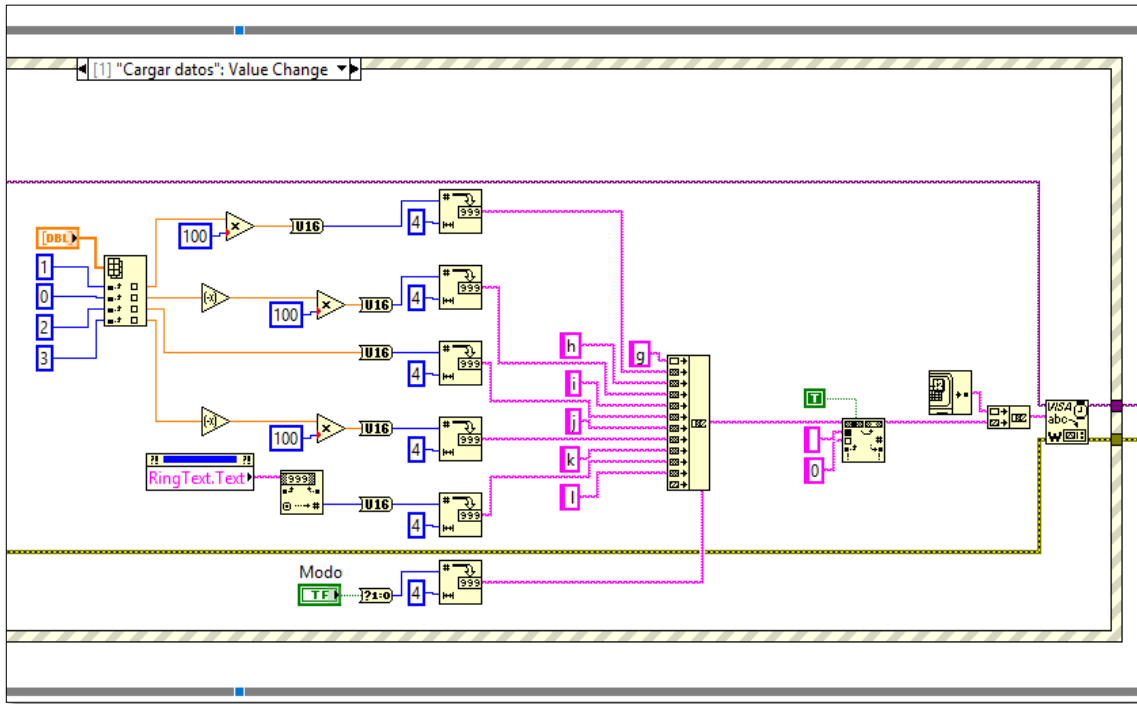 [1] "Cargar datos": Value Change
100
U16
4
#
999
[DBL]
1
0
2
3
(-x)
x
100
U16
4
#
999
U16
4
#
999
(-x)
x
100
U16
4
#
999
RingText.Text
999
#
U16
4
#
999
Modo
TF
?1:0
4
#
999
g
h
i
j
k
l
T
0
#
VISA
abc
W